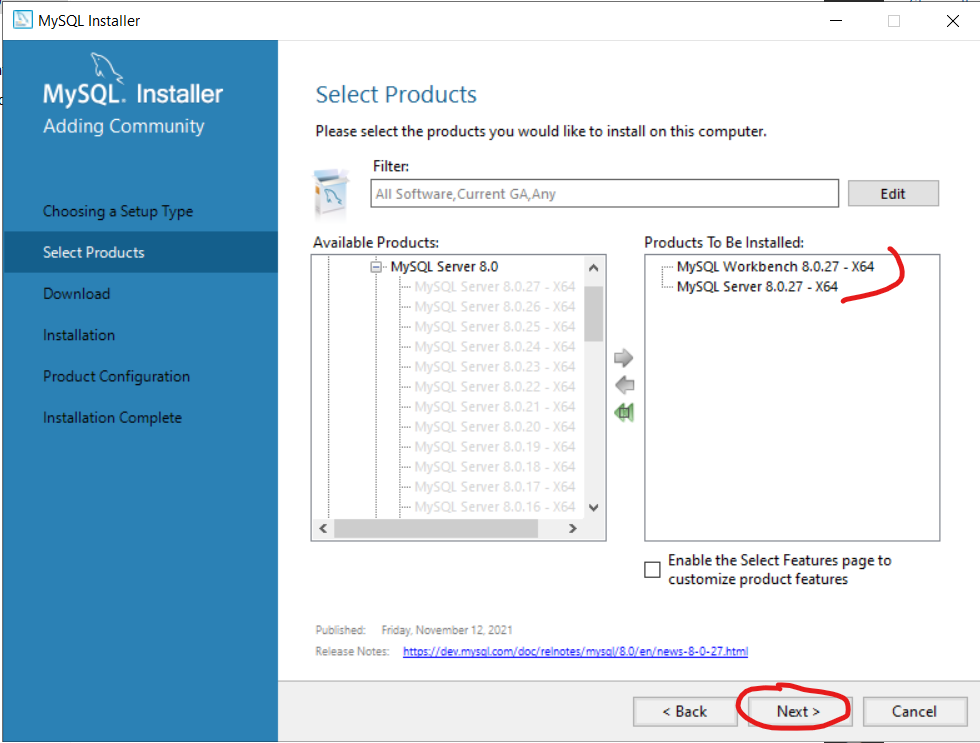 MySQL Installer
MySQL. Installer
Adding Community
Choosing a Setup Type
Select Products
Download
Installation
Product Configuration
Installation Complete
Select Products
Please select the products you would like to install on this computer.
Filter:
All Software,Current GA,Any
Edit
Available Products:
MySQL Server 8.0
MySQL Server 8.0.27 - X64
MySQL Server 8.0.26 - X64
MySQL Server 8.0.25 - X64
MySQL Server 8.0.24 - X64
MySQL Server 8.0.23 - X64
MySQL Server 8.0.22 - X64
MySQL Server 8.0.21 - X64
MySQL Server 8.0.20 - X64
MySQL Server 8.0.19 - X64
MySQL Server 8.0.18 - X64
MySQL Server 8.0.17 - X64
MySQL Server 8.0.16 - X64
Products To Be Installed:
MySQL Workbench 8.0.27 - X64
MySQL Server 8.0.27 - X64
Enable the Select Features page to
customize product features
Published: Friday, November 12, 2021
Release Notes: https://dev.mysql.com/doc/relnotes/mysql/8.0/en/news-8-0-27.html
< Back
Next >
Cancel